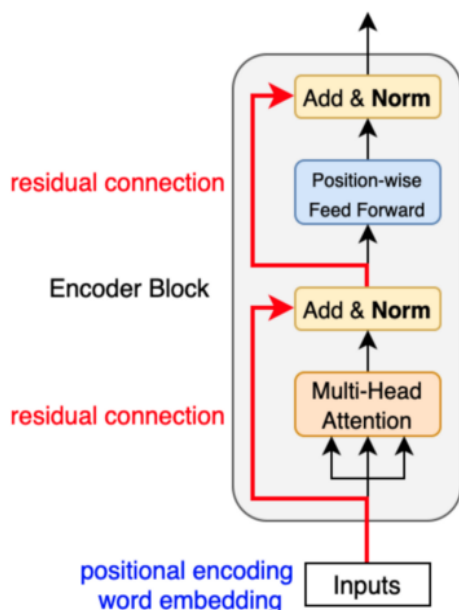 Add & Norm
residual connection
Position-wise
Feed Forward
Encoder Block
Add & Norm
Multi-Head
Attention
residual connection
positional encoding
word embedding
Inputs